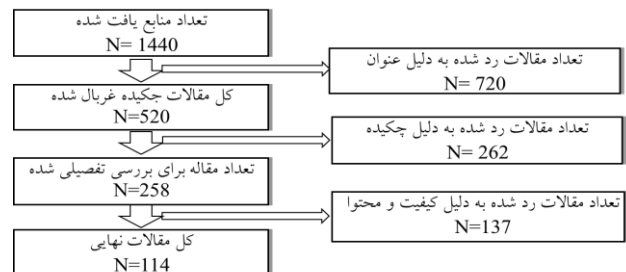 تعداد منابع یافت شده
N= 1440
تعداد مقالات رد شده به دلیل عنوان
N= 720
کل مقالات جکیده غربال شده
N=520
تعداد مقالات رد شده به دلیل چکیده
N= 262
تعداد مقاله برای بررسی تفصیلی شده
N=258
تعداد مقالات رد شده به دلیل کیفیت و محتوا
N=137
کل مقالات نهایی
N=114